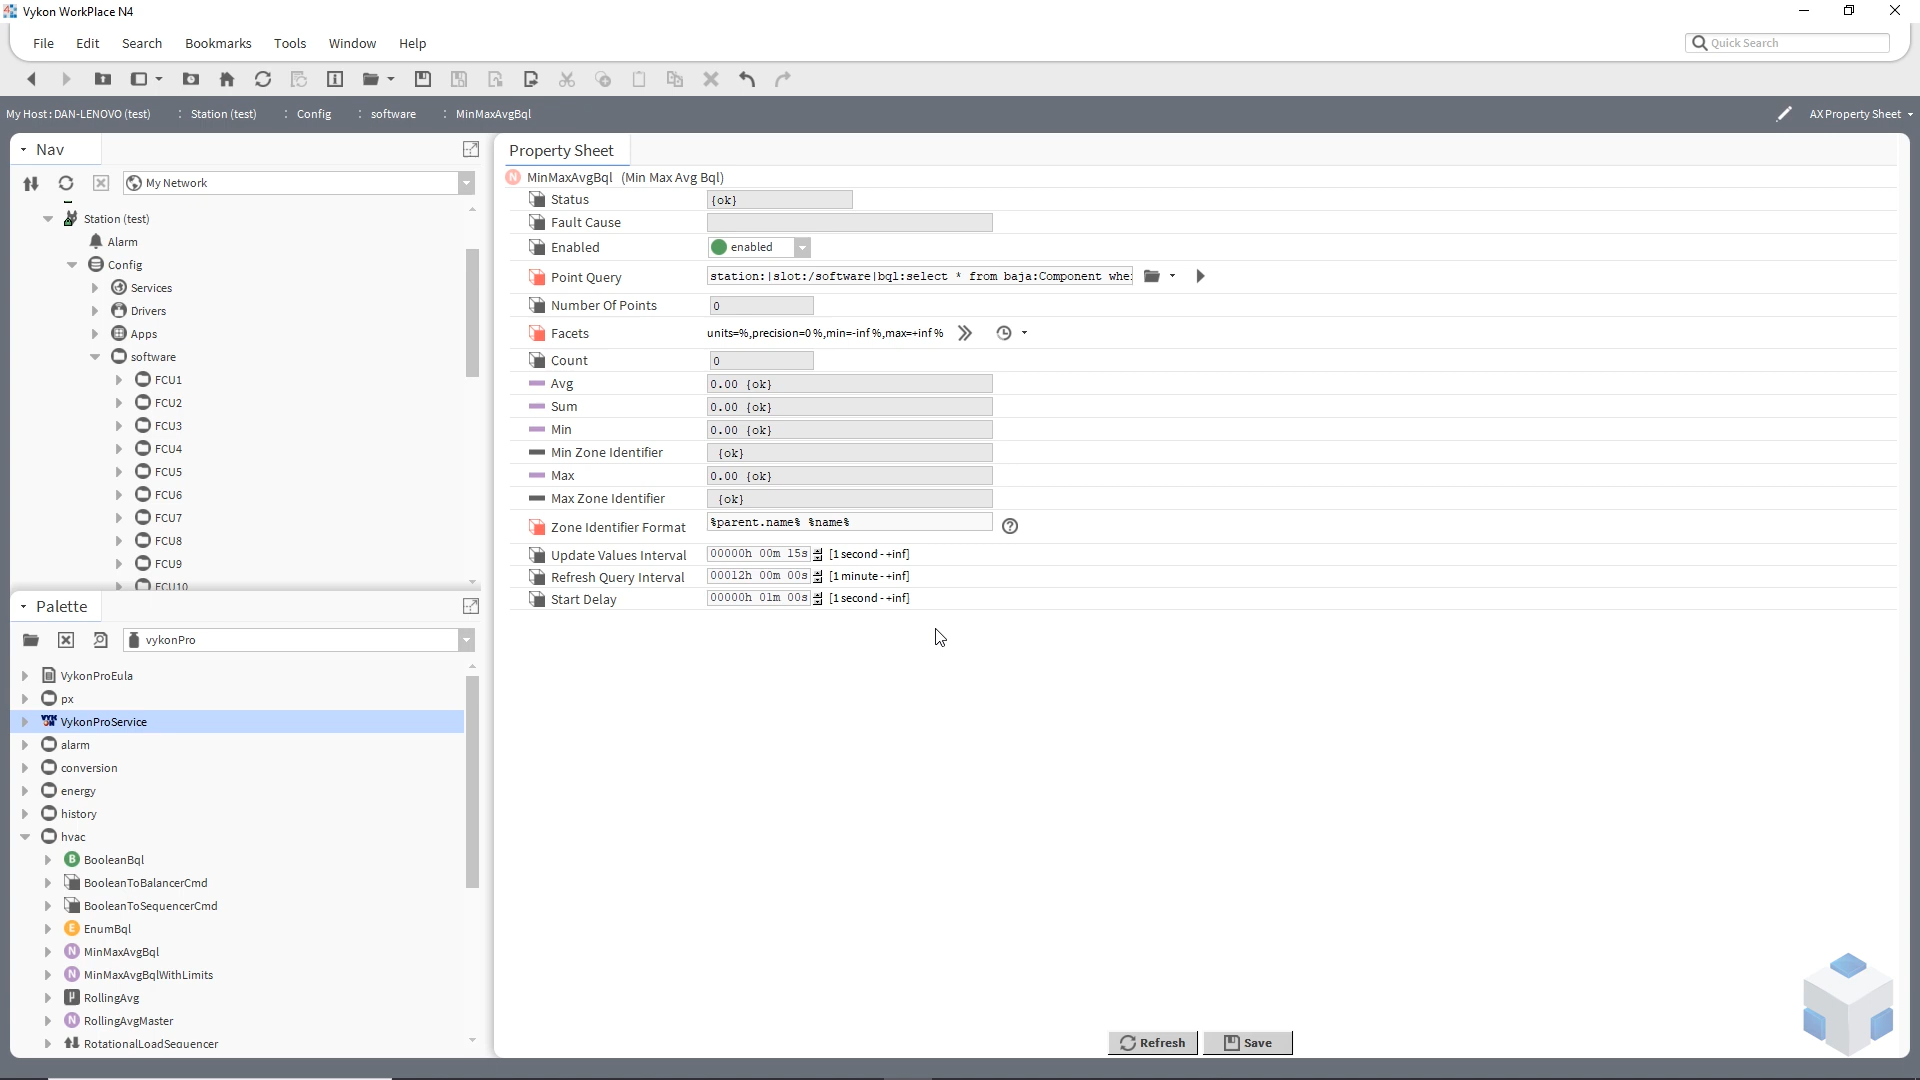 Vykon WorkPlace N4
File Edit Search Bookmarks Tools Window Help
Quick Search
My Host : DAN-LENOVO (test) : Station (test) : Config : software : MinMaxAvgBql
AX Property Sheet
Nav
My Network
Station (test)
Alarm
Config
Services
Drivers
Apps
software
FCU1
FCU2
FCU3
FCU4
FCU5
FCU6
FCU7
FCU8
FCU9
FCU10
Palette
vykonPro
VykonProEula
px
VykonProService
alarm
conversion
energy
history
hvac
BooleanBql
BooleanToBalancerCmd
BooleanToSequencerCmd
EnumBql
MinMaxAvgBql
MinMaxAvgBqlWithLimits
RollingAvg
RollingAvgMaster
RotationalLoadSequencer
Property Sheet
MinMaxAvgBql (Min Max Avg Bql)
Status {ok}
Fault Cause
Enabled enabled
Point Query station:|slot:/software|bql:select * from baja:Component whe
Number Of Points 0
Facets units=%,precision=0 %,min=-inf %,max=+inf %
Count 0
Avg 0.00 {ok}
Sum 0.00 {ok}
Min 0.00 {ok}
Min Zone Identifier {ok}
Max 0.00 {ok}
Max Zone Identifier {ok}
Zone Identifier Format %parent.name% %name%
Update Values Interval 00000h 00m 15s [1 second - +inf]
Refresh Query Interval 00012h 00m 00s [1 minute - +inf]
Start Delay 00000h 01m 00s [1 second - +inf]
Refresh Save